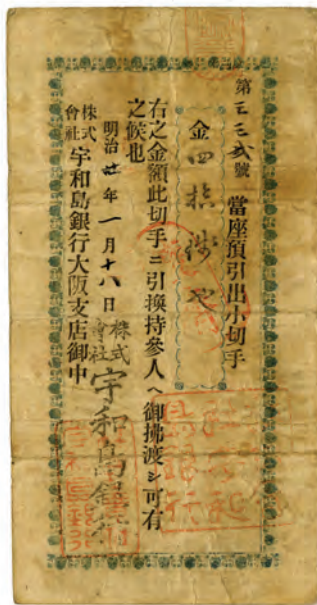 第三三弐號
當座預引出小切手
金四拾弐也
右之金額此切手ニ引換持參人ヘ御拂渡シ可有
之候也
明治廿年一月十八日
株式會社宇和島銀行
株式會社宇和島銀行大阪支店御中